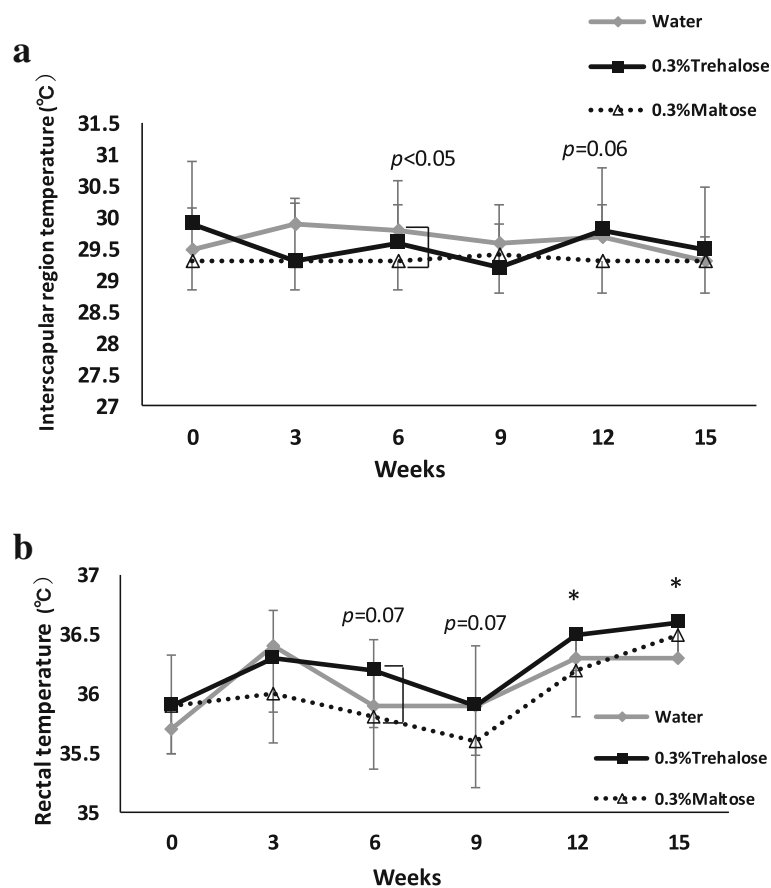 Water
a
0.3%Trehalose
0.3%Maltose
Interscapular region temperature (℃)
31.5
31
30.5
30
29.5
29
28.5
28
27.5
27
p<0.05
p=0.06
0 3 6 9 12 15
Weeks
b
Rectal temperature (℃)
37
36.5
36
35.5
35
p=0.07
p=0.07
*
*
Water
0.3%Trehalose
0.3%Maltose
0 3 6 9 12 15
Weeks